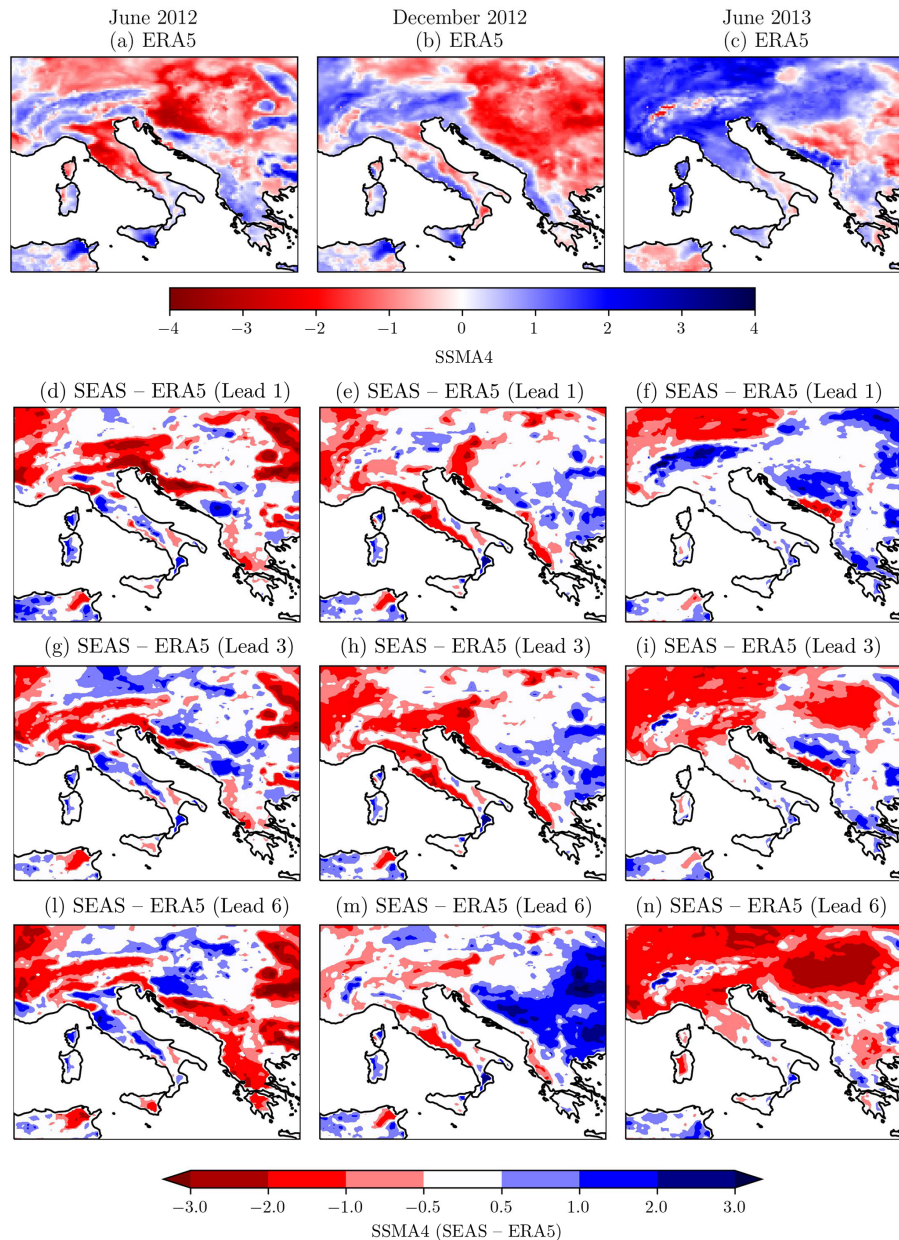 June 2012 December 2012 June 2013
(a) ERA5 (b) ERA5 (c) ERA5
−4 −3 −2 −1 0 1 2 3 4
SSMA4
(d) SEAS – ERA5 (Lead 1) (e) SEAS – ERA5 (Lead 1) (f) SEAS – ERA5 (Lead 1)
(g) SEAS – ERA5 (Lead 3) (h) SEAS – ERA5 (Lead 3) (i) SEAS – ERA5 (Lead 3)
(l) SEAS – ERA5 (Lead 6) (m) SEAS – ERA5 (Lead 6) (n) SEAS – ERA5 (Lead 6)
−3.0 −2.0 −1.0 −0.5 0.5 1.0 2.0 3.0
SSMA4 (SEAS – ERA5)